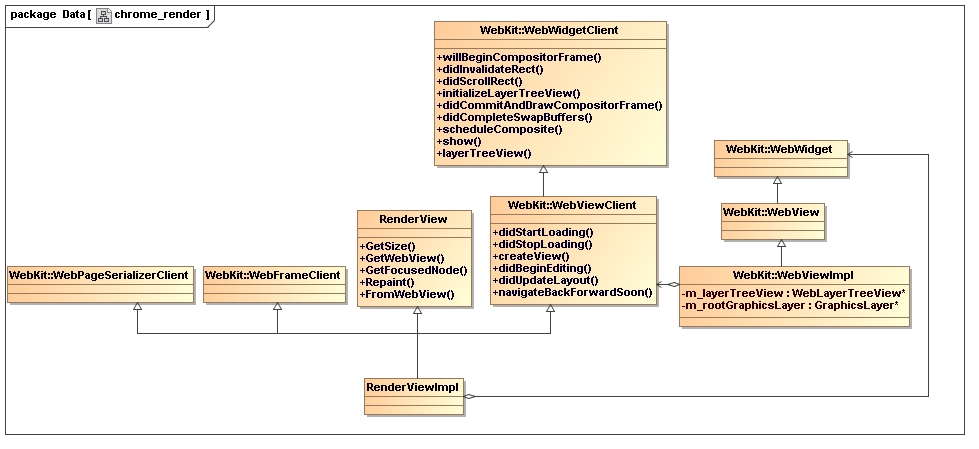 package Data[ chrome_render ]
WebKit::WebWidgetClient
+willBeginCompositorFrame()
+didInvalidateRect()
+didScrollRect()
+initializeLayerTreeView()
+didCommitAndDrawCompositorFrame()
+didCompleteSwapBuffers()
+scheduleComposite()
+show()
+layerTreeView()
WebKit::WebWidget
WebKit::WebViewClient
+didStartLoading()
+didStopLoading()
+createView()
+didBeginEditing()
+didUpdateLayout()
+navigateBackForwardSoon()
WebKit::WebView
RenderView
+GetSize()
+GetWebView()
+GetFocusedNode()
+Repaint()
+FromWebView()
WebKit::WebPageSerializerClient
WebKit::WebFrameClient
WebKit::WebViewImpl
-m_layerTreeView : WebLayerTreeView*
-m_rootGraphicsLayer : GraphicsLayer*
RenderViewImpl